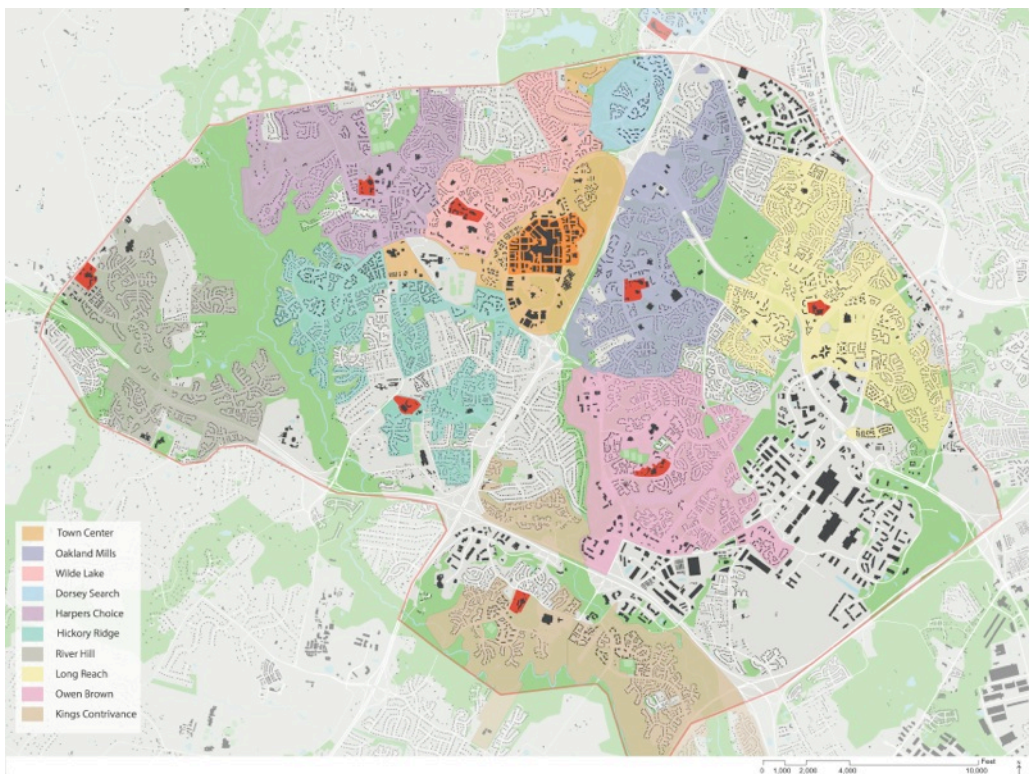 Town Center
Oakland Mills
Wilde Lake
Dorsey Search
Harpers Choice
Hickory Ridge
River Hill
Long Reach
Owen Brown
Kings Contrivance
Feet
0 1,000 2,000 4,000 10,000